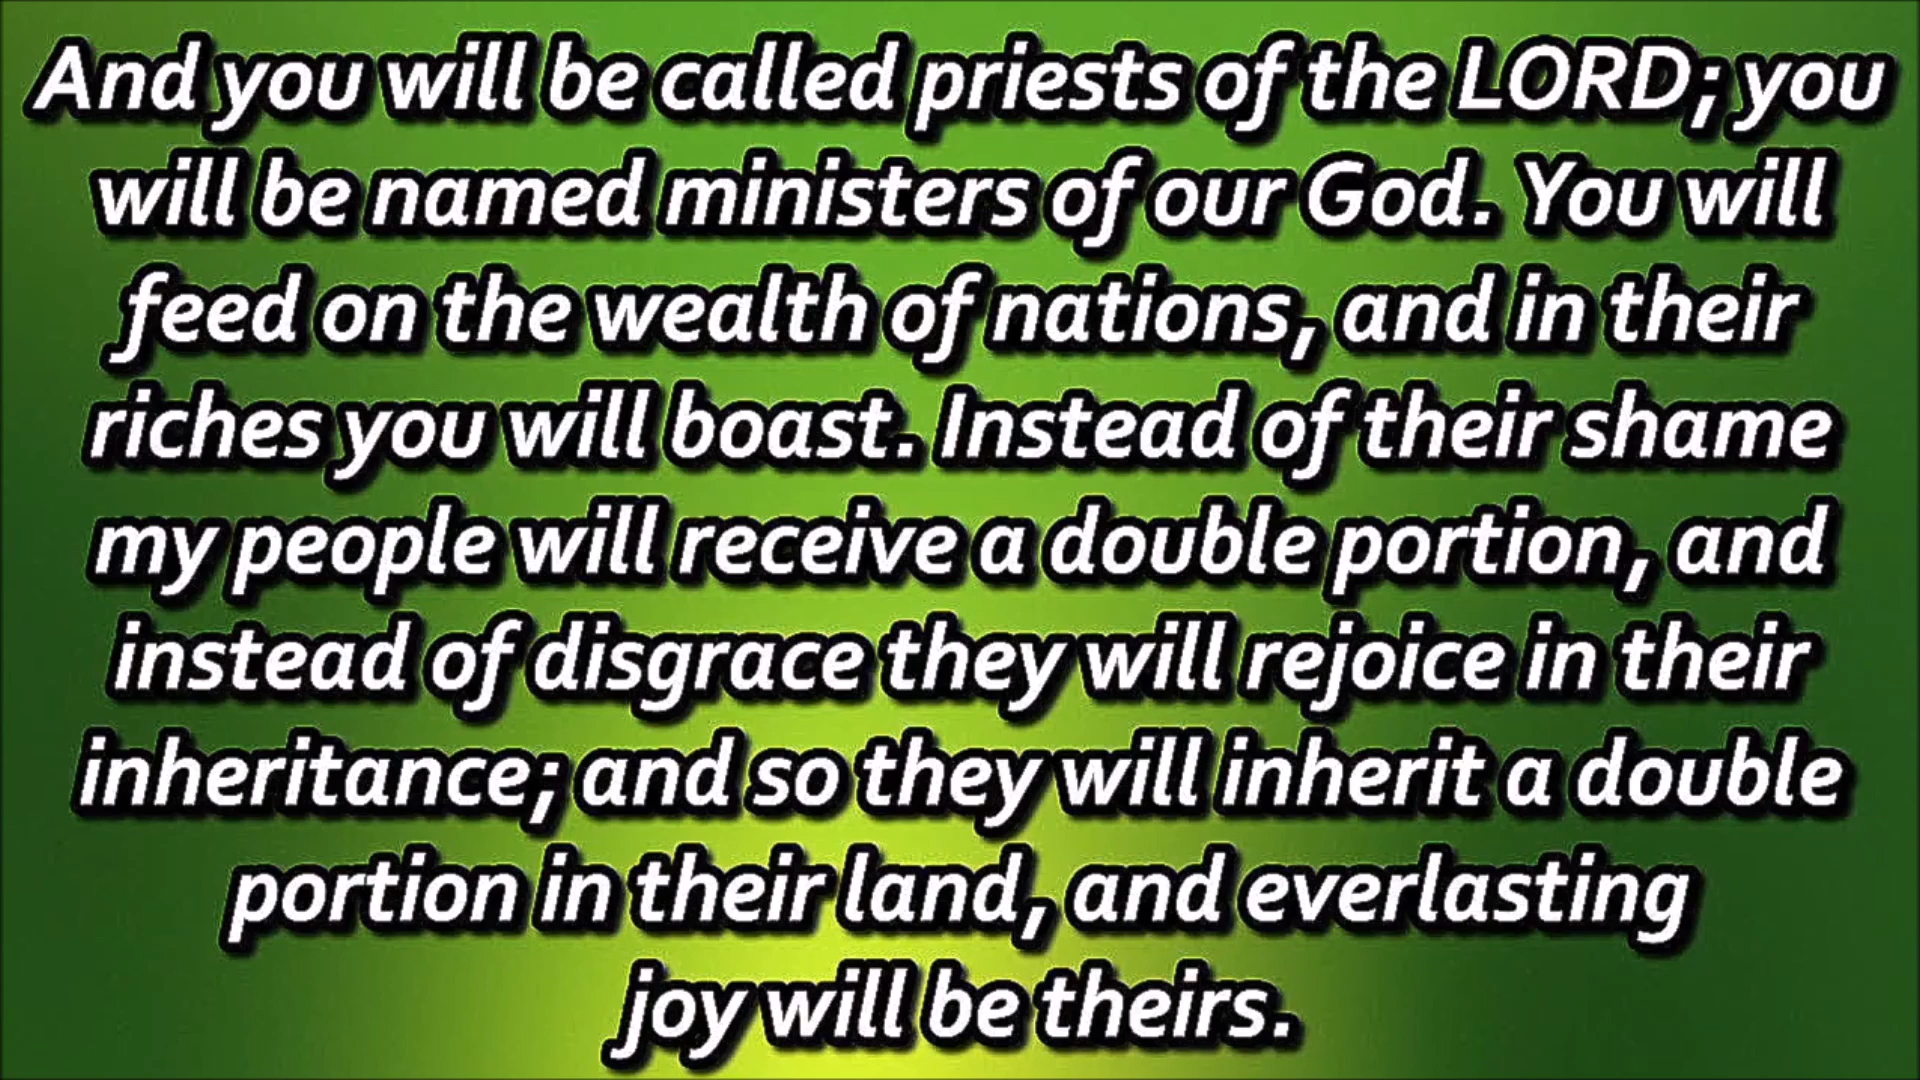 And you will be called priests of the LORD; you
will be named ministers of our God. You will
feed on the wealth of nations, and in their
riches you will boast. Instead of their shame
my people will receive a double portion, and
instead of disgrace they will rejoice in their
inheritance; and so they will inherit a double
portion in their land, and everlasting
joy will be theirs.